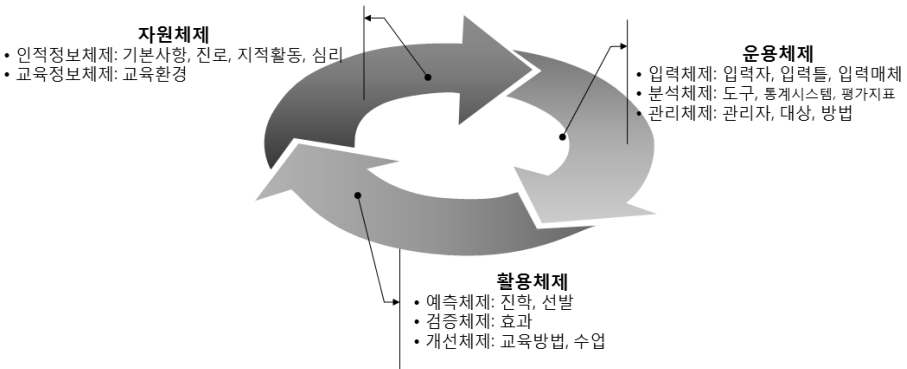 자원체제
• 인적정보체제: 기본사항, 진로, 지적활동, 심리
• 교육정보체제: 교육환경
운용체제
• 입력체제: 입력자, 입력틀, 입력매체
• 분석체제: 도구, 통계시스템, 평가지표
• 관리체제: 관리자, 대상, 방법
활용체제
• 예측체제: 진학, 선발
• 검증체제: 효과
• 개선체제: 교육방법, 수업